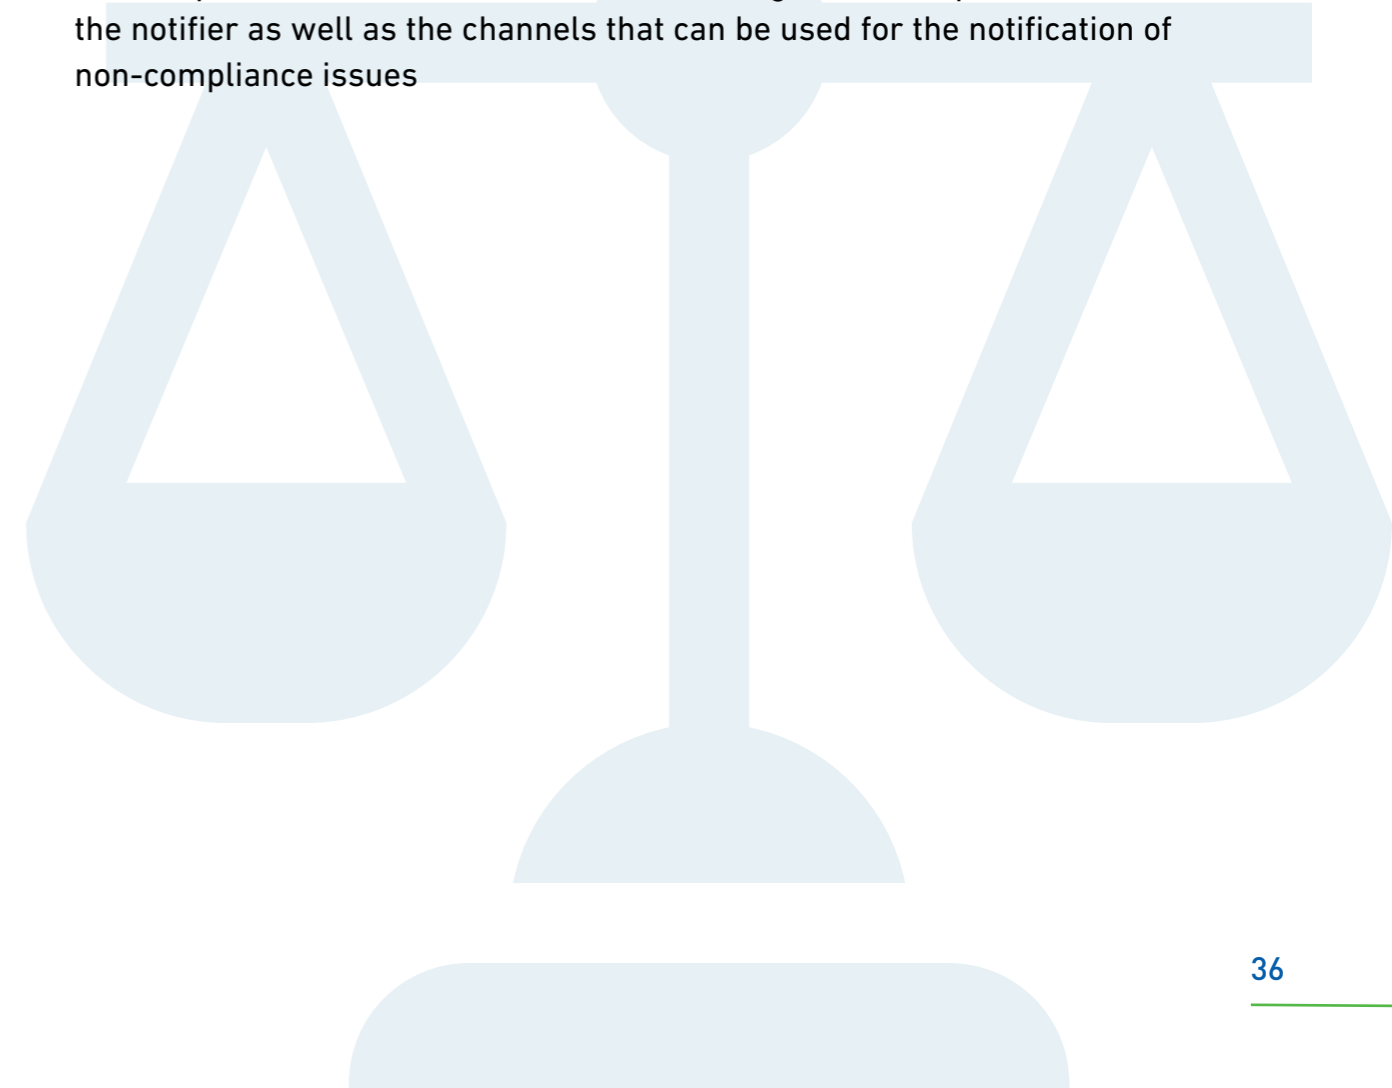 the notifier as well as the channels that can be used for the notification of
non-compliance issues
36